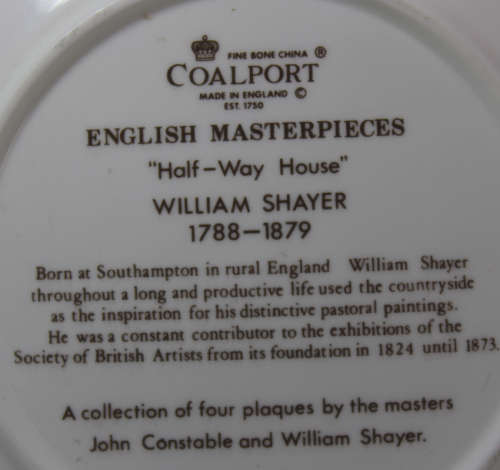 FINE BONE CHINA ®
COALPORT
MADE IN ENGLAND ©
EST. 1750
ENGLISH MASTERPIECES
"Half-Way House"
WILLIAM SHAYER
1788-1879
Born at Southampton in rural England William Shayer
throughout a long and productive life used the countryside
as the inspiration for his distinctive pastoral paintings.
He was a constant contributor to the exhibitions of the
Society of British Artists from its foundation in 1824 until 1873.
A collection of four plaques by the masters
John Constable and William Shayer.